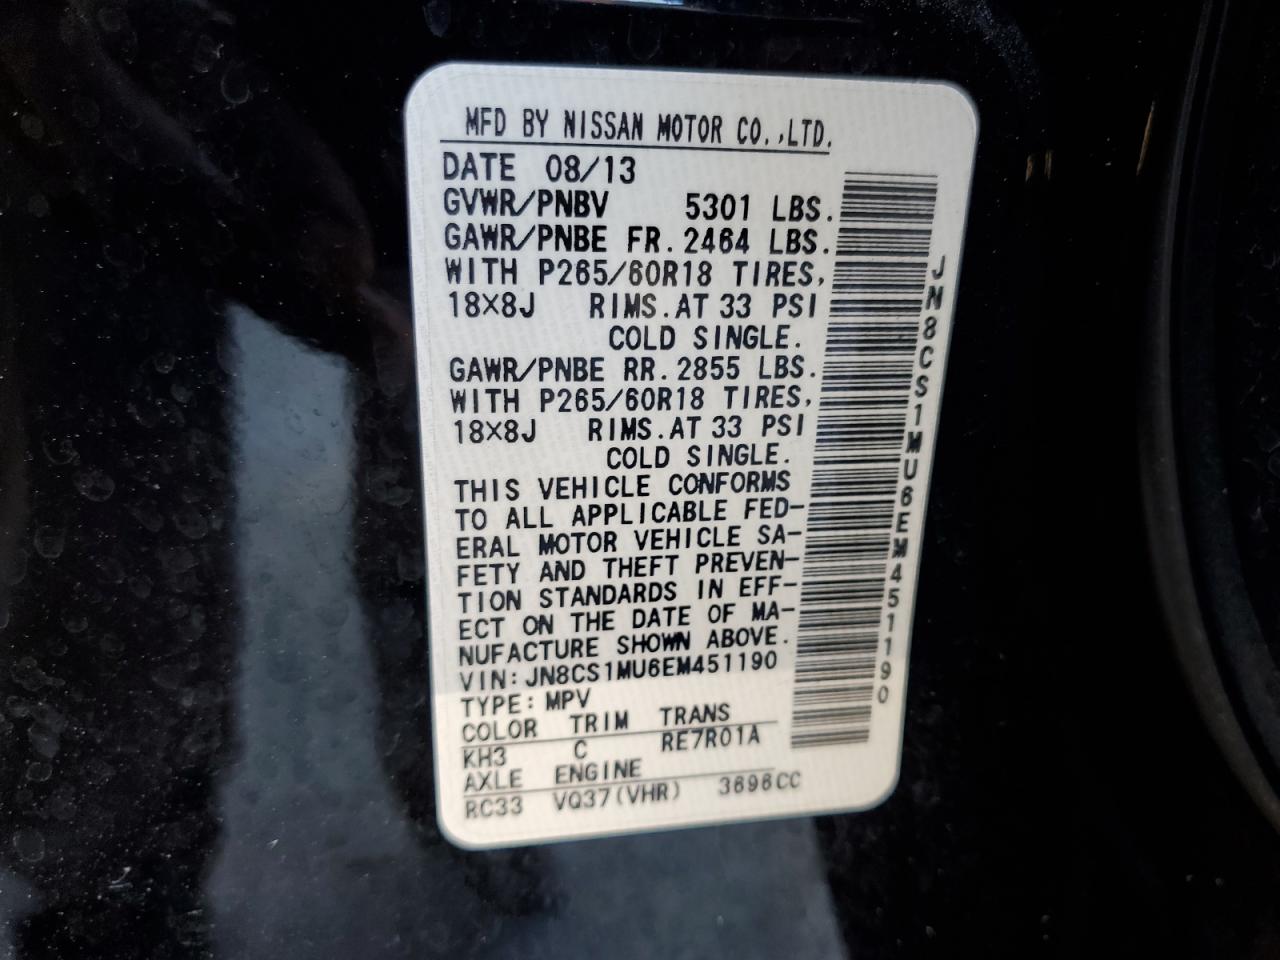 MFD BY NISSAN MOTOR CO.,LTD.
DATE 08/13
GVWR/PNBV 5301 LBS.
GAWR/PNBE FR. 2464 LBS.
WITH P265/60R18 TIRES,
18X8J RIMS. AT 33 PSI
COLD SINGLE.
GAWR/PNBE RR. 2855 LBS.
WITH P265/60R18 TIRES,
18X8J RIMS. AT 33 PSI
COLD SINGLE.
THIS VEHICLE CONFORMS
TO ALL APPLICABLE FED-
ERAL MOTOR VEHICLE SA-
FETY AND THEFT PREVEN-
TION STANDARDS IN EFF-
ECT ON THE DATE OF MA-
NUFACTURE SHOWN ABOVE.
VIN: JN8CS1MU6EM451190
TYPE: MPV
COLOR TRIM TRANS
KH3 C RE7R01A
AXLE ENGINE
RC33 VQ37(VHR) 3696CC
JN8CS1MU6EM451190